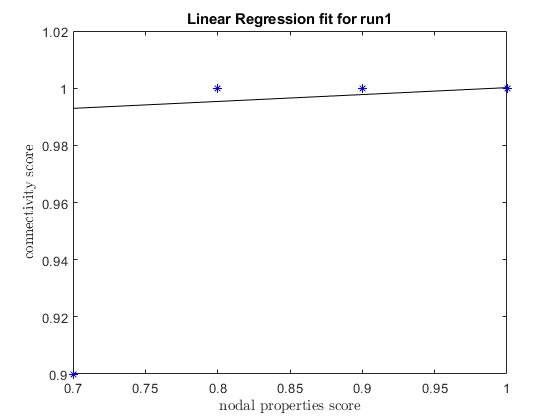 Linear Regression fit for run1
1.02
1
0.98
0.96
0.94
0.92
0.9
connectivity score
0.7 0.75 0.8 0.85 0.9 0.95 1
nodal properties score